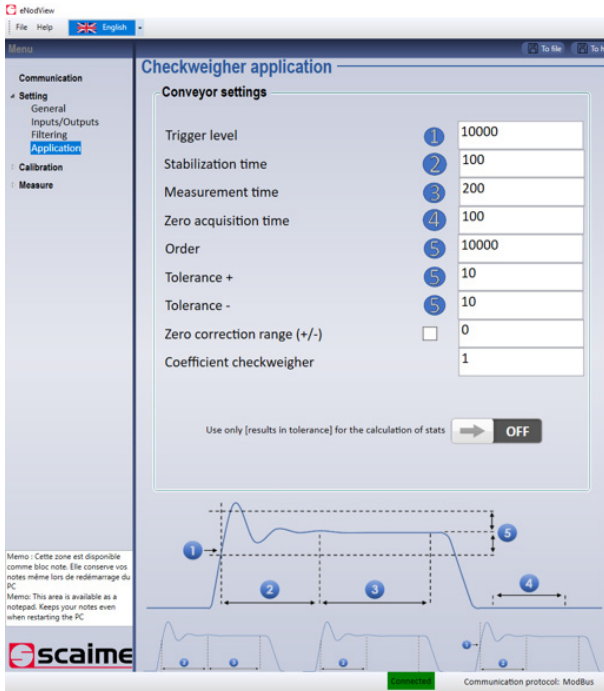 eNodView
File Help English
Menu
To file
Communication
Setting
General
Inputs/Outputs
Filtering
Application
Calibration
Measure
Checkweigher application
Conveyor settings
Trigger level 1 10000
Stabilization time 2 100
Measurement time 3 200
Zero acquisition time 4 100
Order 5 10000
Tolerance + 5 10
Tolerance - 5 10
Zero correction range (+/-) 0
Coefficient checkweigher 1
Use only [results in tolerance] for the calculation of stats OFF
1
5
2
3
4
Memo : Cette zone est disponible
comme bloc note. Elle conserve vos
notes même lors de redémarrage du
PC
Memo: This area is available as a
notepad. Keeps your notes even
when restarting the PC
scaime
Connected Communication protocol: ModBus